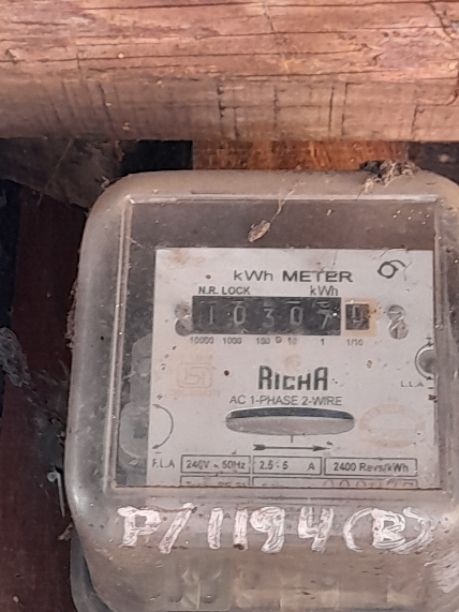 kWh METER
N.R. LOCK kWh
10307
10000 1000 100 10 1 1/10
RICHA
AC 1-PHASE 2-WIRE
L.L.A
F.L.A 240V ~ 50Hz 2.5-5 A 2400 Revs/kWh
P/1194(B)